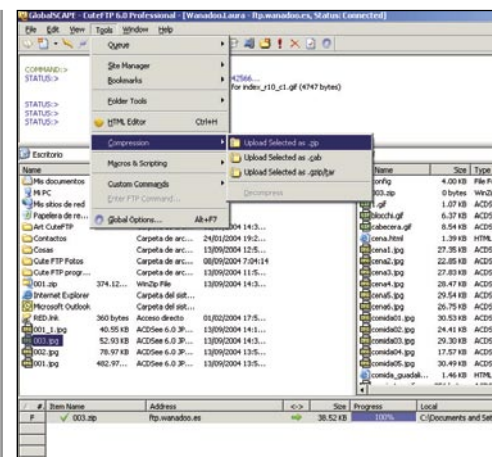 GlobalSCAPE - CuteFTP 6.0 Professional - [Wanadoo.Laura - ftp.wanadoo.es, Status: Connected]
File Edit View Tools Window Help
Queue
Site Manager
Bookmarks
Folder Tools
HTML Editor Ctrl+H
Compression
Macros & Scripting
Custom Commands
Enter FTP Command...
Global Options... Alt+F7
Upload Selected as .zip
Upload Selected as .cab
Upload Selected as .gzip/tar
Decompress
COMMAND:>
STATUS:>
42566...
for index_r10_c1.gif (4747 bytes)
STATUS:>
STATUS:>
STATUS:>
Escritorio
Name
Mis documentos
Mi PC
Mis sitios de red
Papelera de re...
Art CuteFTP 14:3...
Contactos Carpeta de arc... 24/01/2004 19:2...
Cosas Carpeta de arc... 13/09/2004 12:5...
Cute FTP Fotos Carpeta de arc... 08/09/2004 7:04:14
Cute FTP progr... Carpeta de arc... 13/09/2004 11:5...
001.zip 374.12... WinZip File 13/09/2004 14:3...
Internet Explorer Carpeta del sist...
Microsoft Outlook Carpeta del sist...
RED.lnk 360 bytes Acceso directo 01/02/2004 17:5...
001_1.jpg 40.55 KB ACDSee 6.0 JP... 13/09/2004 14:3...
003.jpg 52.93 KB ACDSee 6.0 JP... 13/09/2004 14:3...
002.jpg 78.97 KB ACDSee 6.0 JP... 13/09/2004 13:5...
001.jpg 482.97... ACDSee 6.0 JP... 13/09/2004 13:5...
Name Size Type
config 4.00 KB File F
003.zip 0 bytes WinZ
1.gif 1.07 KB ACDS
blocchi.gif 6.37 KB ACDS
cabecera.gif 8.54 KB ACDS
cena.html 1.39 KB HTML
cena1.jpg 27.35 KB ACDS
cena2.jpg 22.85 KB ACDS
cena3.jpg 27.83 KB ACDS
cena4.jpg 28.47 KB ACDS
cena5.jpg 29.54 KB ACDS
cena6.jpg 26.75 KB ACDS
comida01.jpg 30.53 KB ACDS
comida02.jpg 24.41 KB ACDS
comida03.jpg 29.30 KB ACDS
comida04.jpg 17.57 KB ACDS
comida05.jpg 30.49 KB ACDS
comida_guadali... 1.46 KB HTML
/ # Item Name Address <-> Size Progress Local
F 003.zip ftp.wanadoo.es 38.52 KB 100% C:\Documents and Set